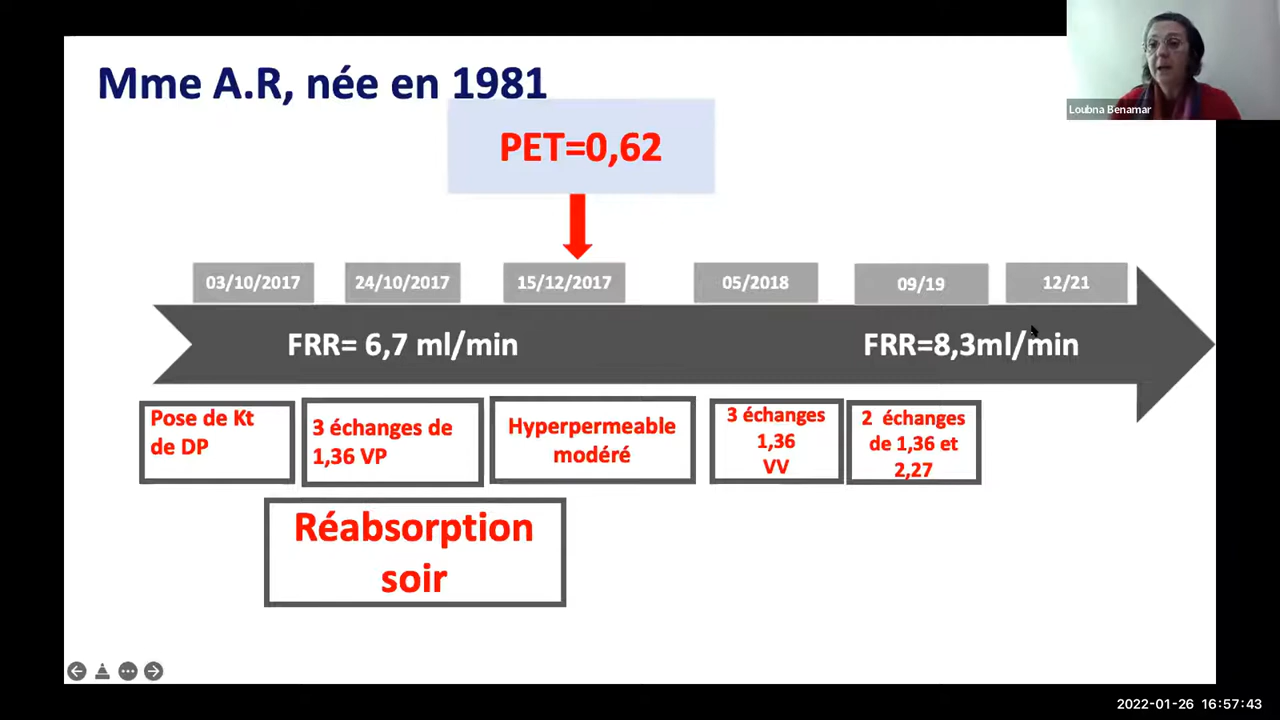 Mme A.R, née en 1981
Loubna Benamar
PET=0,62
03/10/2017
24/10/2017
15/12/2017
05/2018
09/19
12/21
FRR= 6,7 ml/min
FRR=8,3ml/min
Pose de Kt
de DP
3 échanges de
1,36 VP
Hyperpermeable
modéré
3 échanges
1,36
VV
2 échanges
de 1,36 et
2,27
Réabsorption
soir
2022-01-26 16:57:43